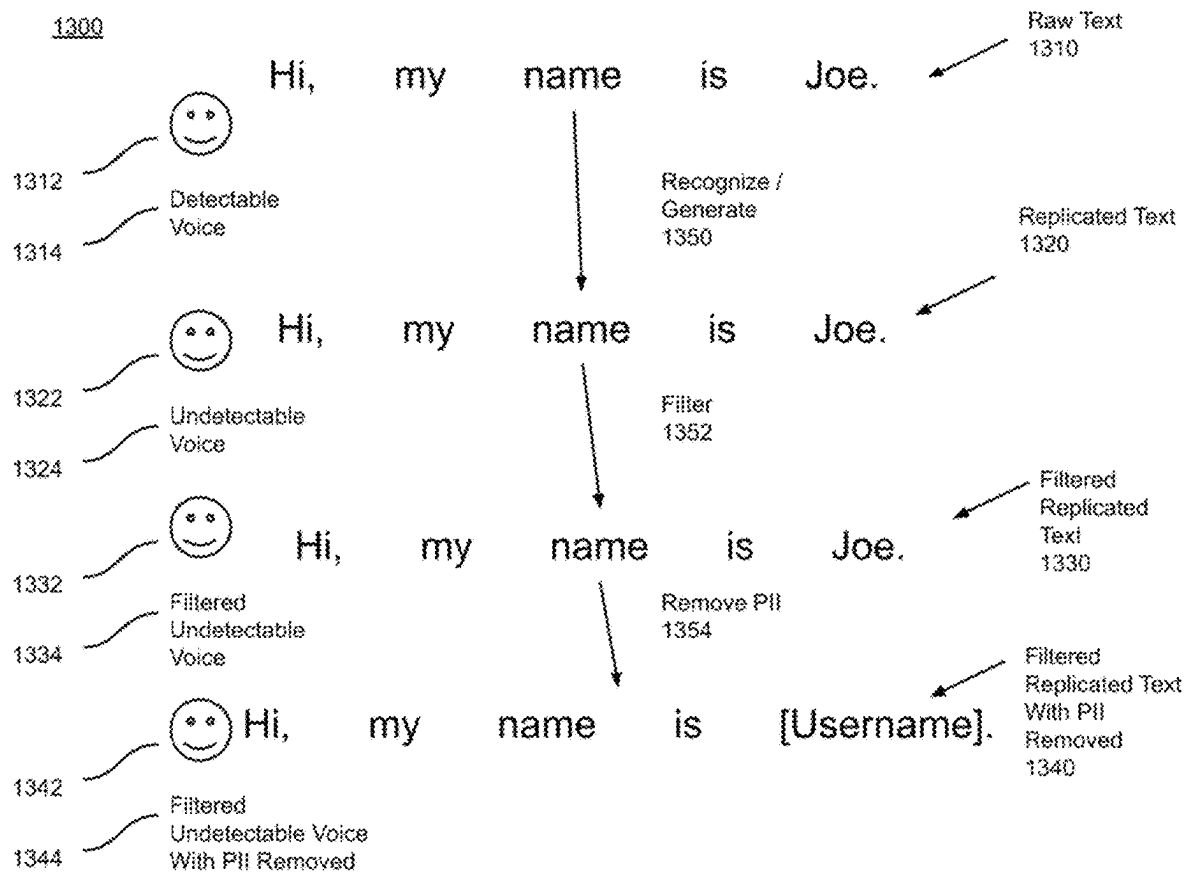 1300
Raw Text
1310
Hi, my name is Joe.
1312
Detectable
Voice
1314
Recognize /
Generate
1350
Replicated Text
1320
Hi, my name is Joe.
1322
Undetectable
Voice
1324
Filter
1352
Filtered
Replicated
Text
1330
Hi, my name is Joe.
1332
Filtered
Undetectable
Voice
1334
Remove PII
1354
Filtered
Replicated Text
With PII
Removed
1340
Hi, my name is [Username].
1342
Filtered
Undetectable Voice
With PII Removed
1344